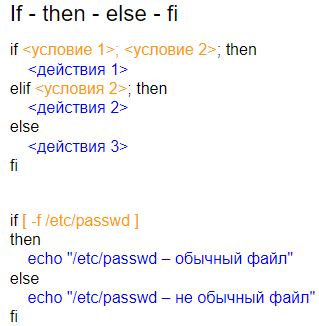 If - then - else - fi
if <условие 1>; <условие 2>; then
<действия 1>
elif <условия 2>; then
<действия 2>
else
<действия 3>
fi
if [ -f /etc/passwd ]
then
echo "/etc/passwd – обычный файл"
else
echo "/etc/passwd – не обычный файл"
fi